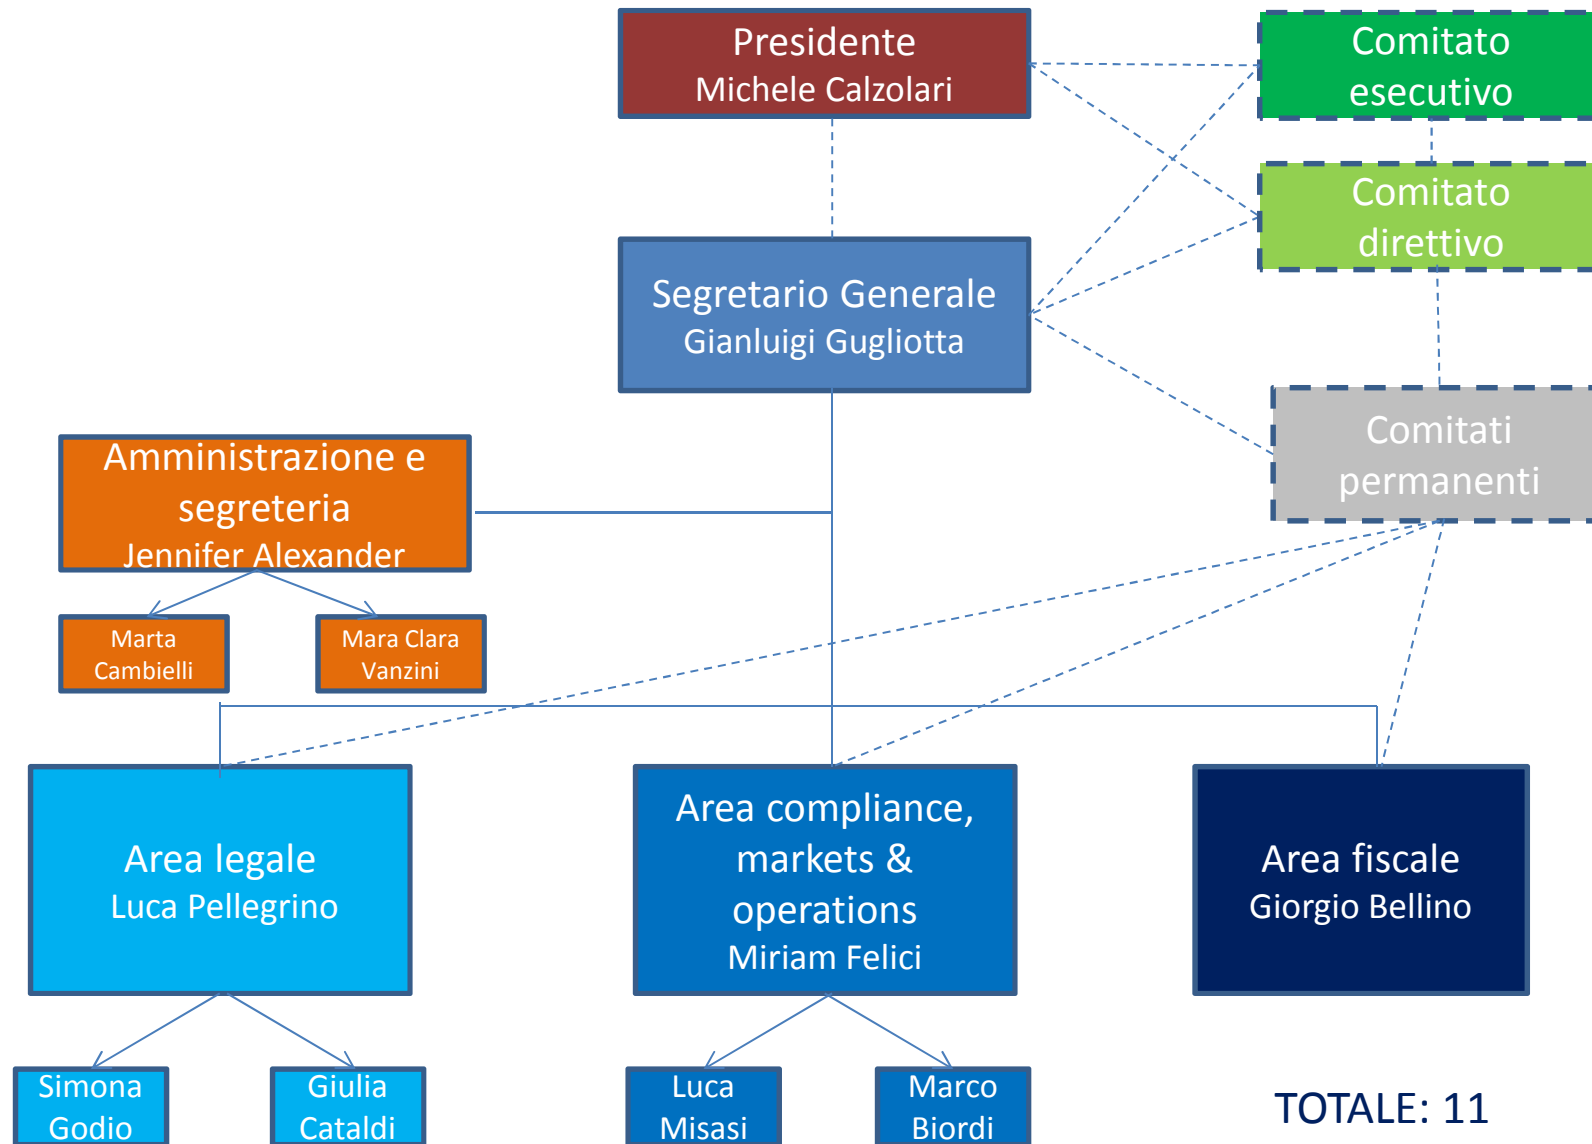 Presidente
Michele Calzolari
Comitato
esecutivo
Comitato
direttivo
Segretario Generale
Gianluigi Gugliotta
Comitati
permanenti
Amministrazione e
segreteria
Jennifer Alexander
Marta
Cambielli
Mara Clara
Vanzini
Area legale
Luca Pellegrino
Area compliance,
markets &
operations
Miriam Felici
Area fiscale
Giorgio Bellino
Simona
Godio
Giulia
Cataldi
Luca
Misasi
Marco
Biordi
TOTALE: 11